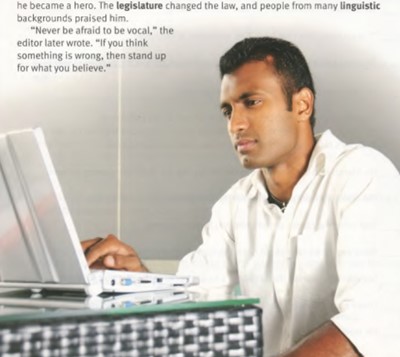 he became a hero. The legislature changed the law, and people from many linguistic
backgrounds praised him.
"Never be afraid to be vocal," the
editor later wrote. "If you think
something is wrong, then stand up
for what you believe."